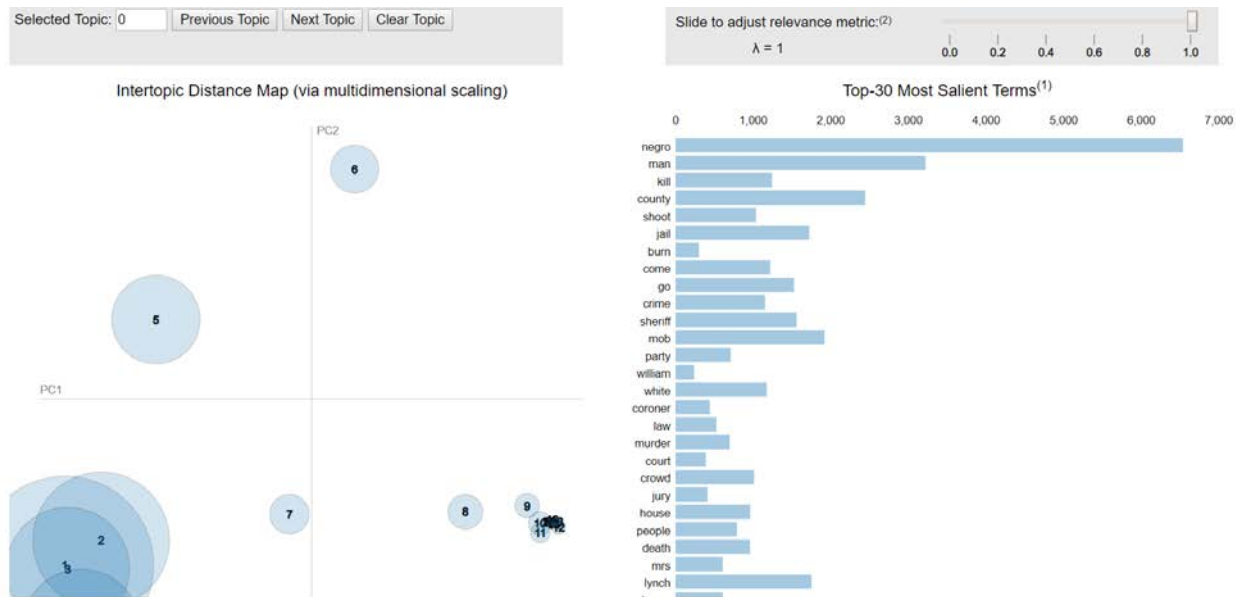 Selected Topic: 0 Previous Topic Next Topic Clear Topic
Slide to adjust relevance metric:(2)
λ = 1
0.0 0.2 0.4 0.6 0.8 1.0
Intertopic Distance Map (via multidimensional scaling)
PC2
PC1
6
5
2
1
3
7
8
9
10
11
12
Top-30 Most Salient Terms(1)
0 1,000 2,000 3,000 4,000 5,000 6,000 7,000
negro
man
kill
county
shoot
jail
burn
come
go
crime
sheriff
mob
party
william
white
coroner
law
murder
court
crowd
jury
house
people
death
mrs
lynch